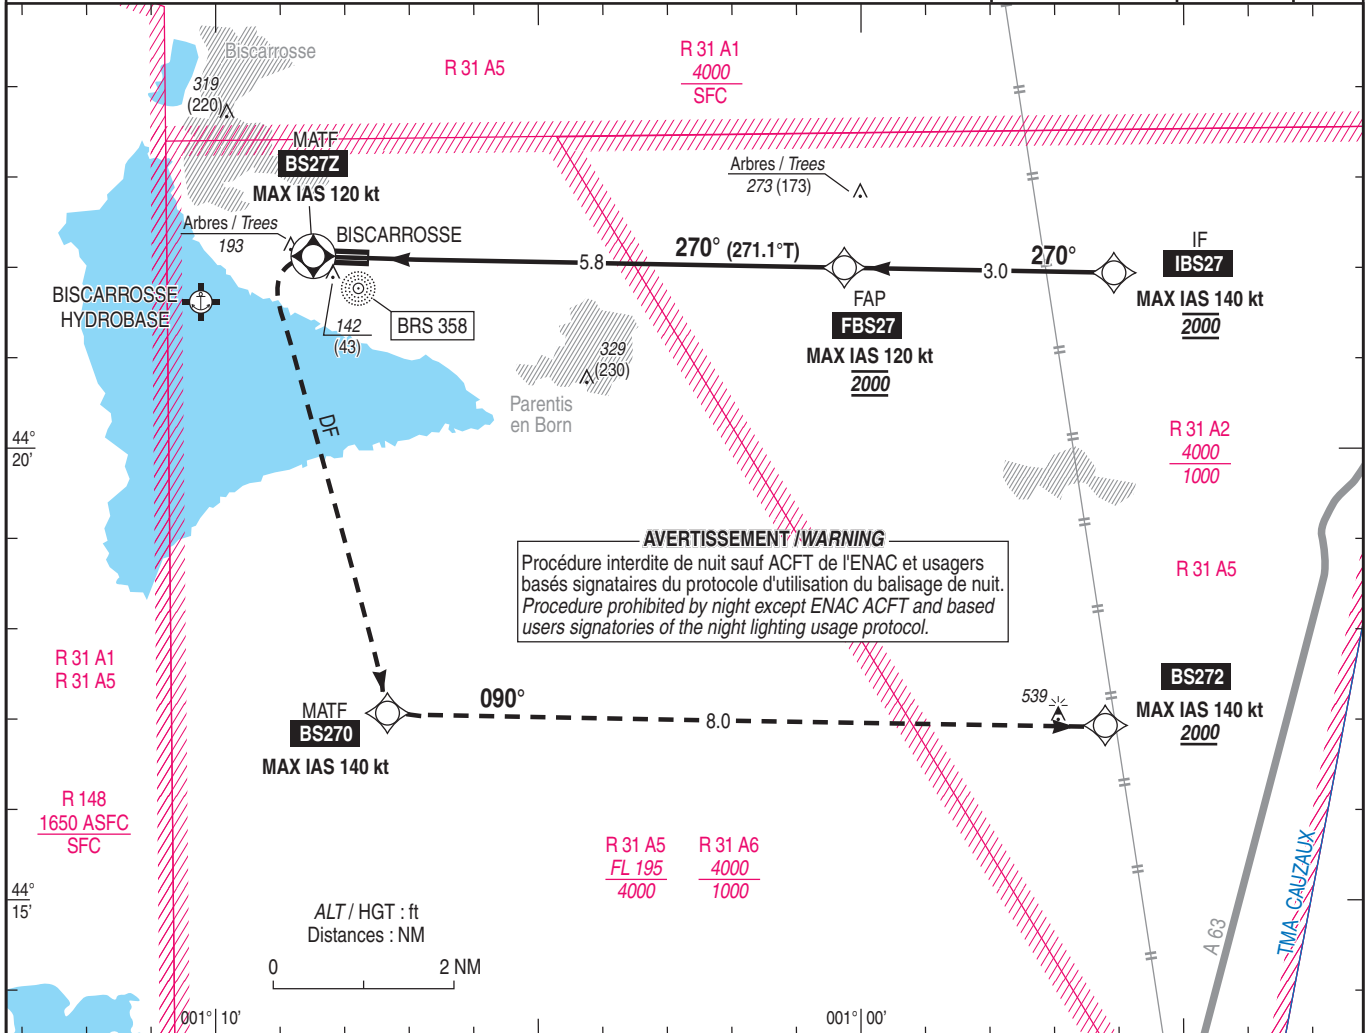 Biscarrosse
R 31 A5
R 31 A1
4000
SFC
319
(220)
MATF
BS27Z
MAX IAS 120 kt
Arbres / Trees
273 (173)
Arbres / Trees
193
BISCARROSSE
270° (271.1°T)
5.8
270°
3.0
IF
IBS27
MAX IAS 140 kt
2000
BISCARROSSE
HYDROBASE
142
(43)
BRS 358
FAP
FBS27
MAX IAS 120 kt
2000
329
(230)
Parentis
en Born
DF
44°
20'
R 31 A2
4000
1000
AVERTISSEMENT / WARNING
Procédure interdite de nuit sauf ACFT de l'ENAC et usagers
basés signataires du protocole d'utilisation du balisage de nuit.
Procedure prohibited by night except ENAC ACFT and based
users signatories of the night lighting usage protocol.
R 31 A5
R 31 A1
R 31 A5
MATF
BS270
MAX IAS 140 kt
090°
8.0
539
BS272
MAX IAS 140 kt
2000
R 148
1650 ASFC
SFC
R 31 A5
FL 195
4000
R 31 A6
4000
1000
44°
15'
ALT / HGT : ft
Distances : NM
0 2 NM
A 63
TMA CAUZAUX
001° 10'
001° 00'